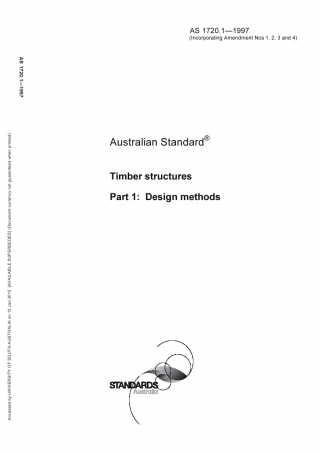 AS 1720.1—1997
(Incorporating Amendment Nos 1, 2, 3 and 4)
AS 1720.1—1997
Australian Standard®
Timber structures
Part 1: Design methods
Accessed by UNIVERSITY OF SOUTH AUSTRALIA on 15 Jan 2015 [AVAILABLE SUPERSEDED] (Document currency not guaranteed when printed)
STANDARDS
Australia